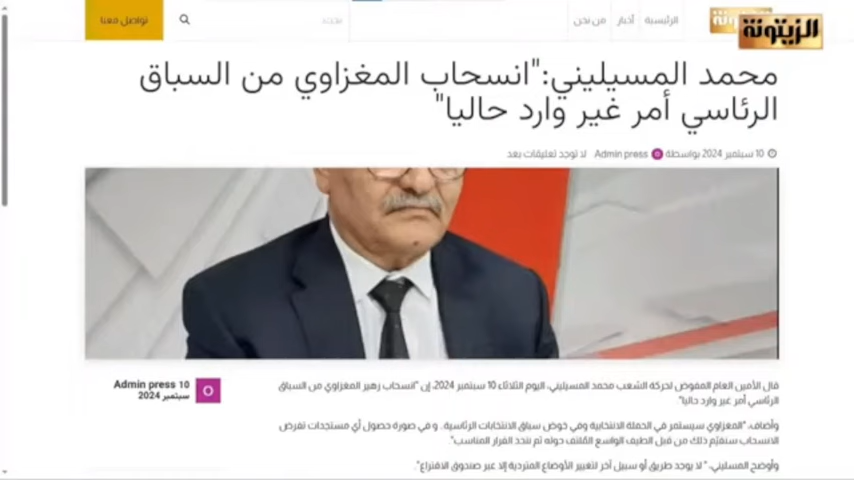 الزيتونة
الرئيسية
أخبار
من نحن
تواصل معنا
محمد المسيليني:"انسحاب المغزاوي من السباق
الرئاسي أمر غير وارد حاليا"
10 سبتمبر 2024 بواسطة Admin press لا توجد تعليقات بعد
Admin press 10
سبتمبر 2024
قال الأمين العام المفوض لحركة الشعب محمد المسيليني، اليوم الثلاثاء 10 سبتمبر 2024، إن "انسحاب زهير المغزاوي من السباق
الرئاسي أمر غير وارد حاليا".
وأضاف، "المغزاوي سيستمر في الحملة الانتخابية وفي خوض سباق الانتخابات الرئاسية.. و في صورة حصول أي مستجدات تفرض
الانسحاب سنقيّم ذلك من قبل الطيف الواسع المُلتف حوله ثم نتخذ القرار المناسب"
وأوضح المسليني، " لا يوجد طريق أو سبيل آخر لتغيير الأوضاع المتردية إلا عبر صندوق الاقتراع".